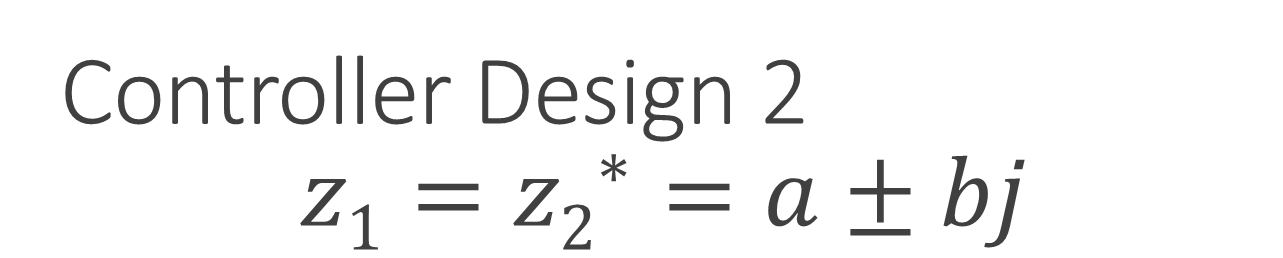 Controller Design 2
z₁ = z₂* = a ± bj